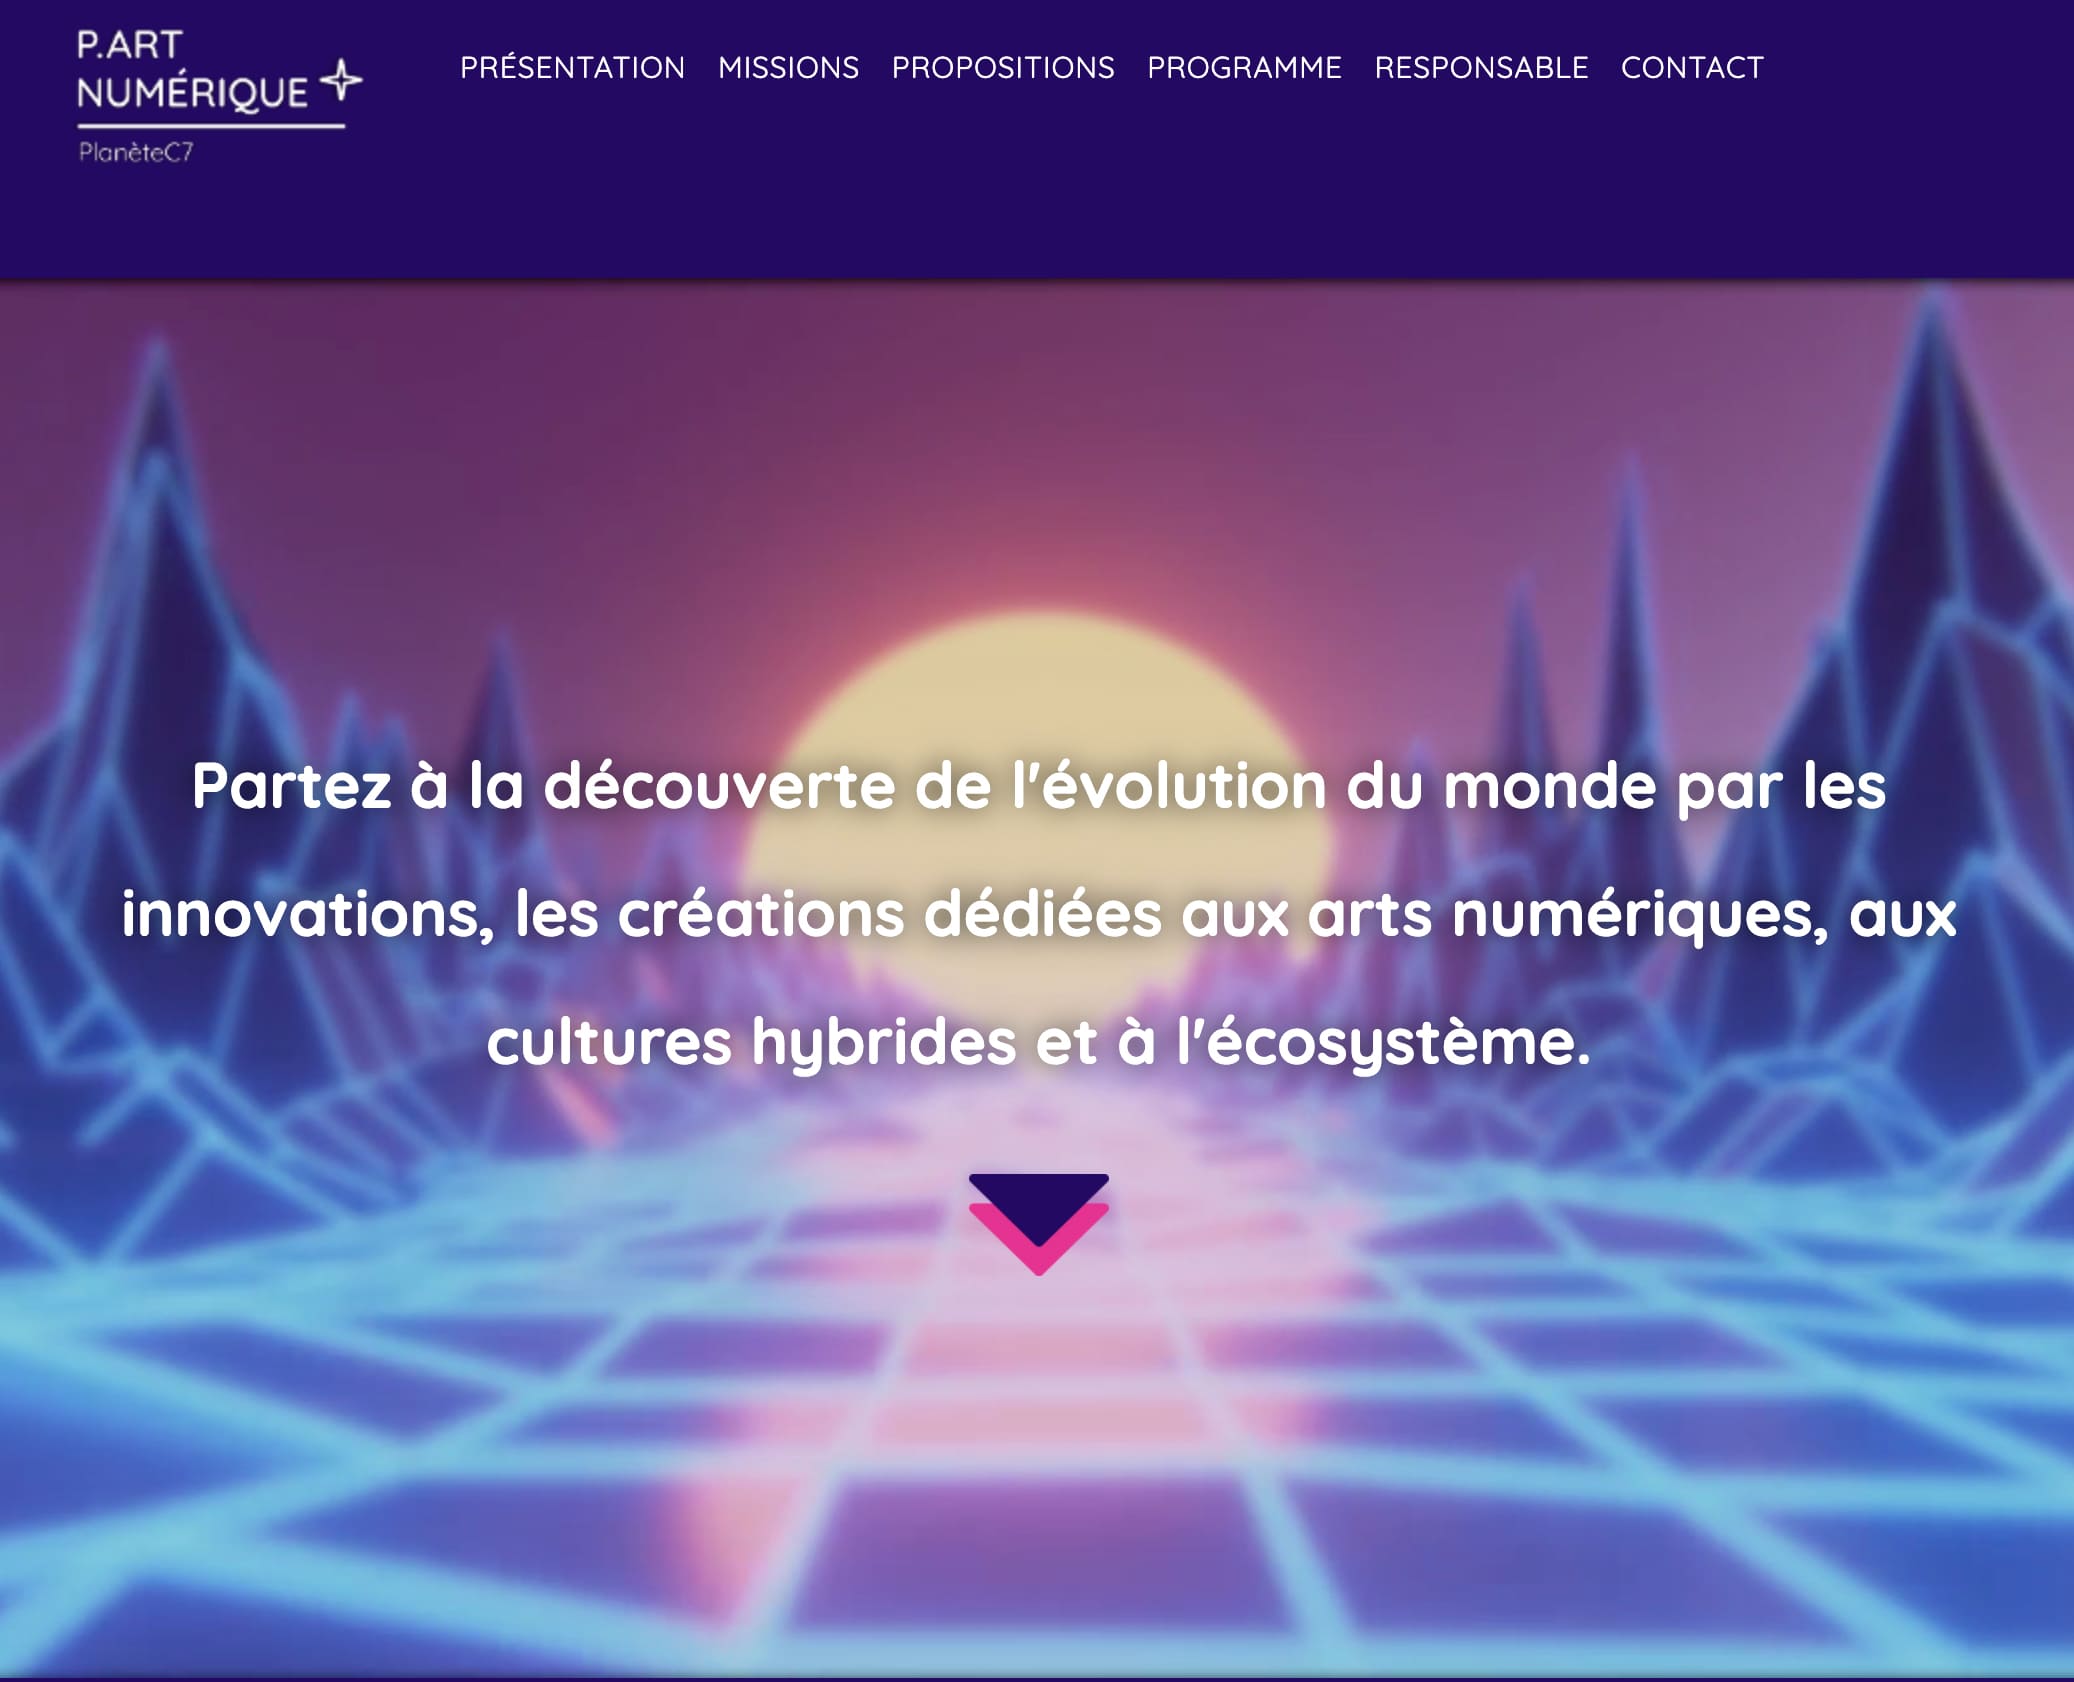 P.ART
NUMÉRIQUE
PlanèteC7
PRÉSENTATION MISSIONS PROPOSITIONS PROGRAMME RESPONSABLE CONTACT
Partez à la découverte de l'évolution du monde par les
innovations, les créations dédiées aux arts numériques, aux
cultures hybrides et à l'écosystème.